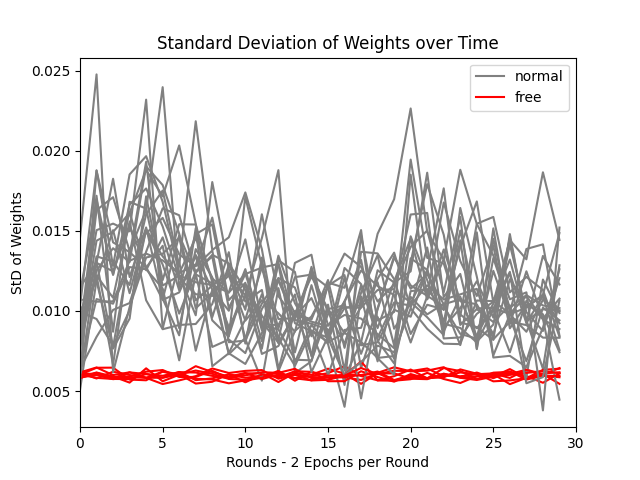 Standard Deviation of Weights over Time
StD of Weights
0.025
0.020
0.015
0.010
0.005
normal
free
0
5
10
15
20
25
30
Rounds - 2 Epochs per Round